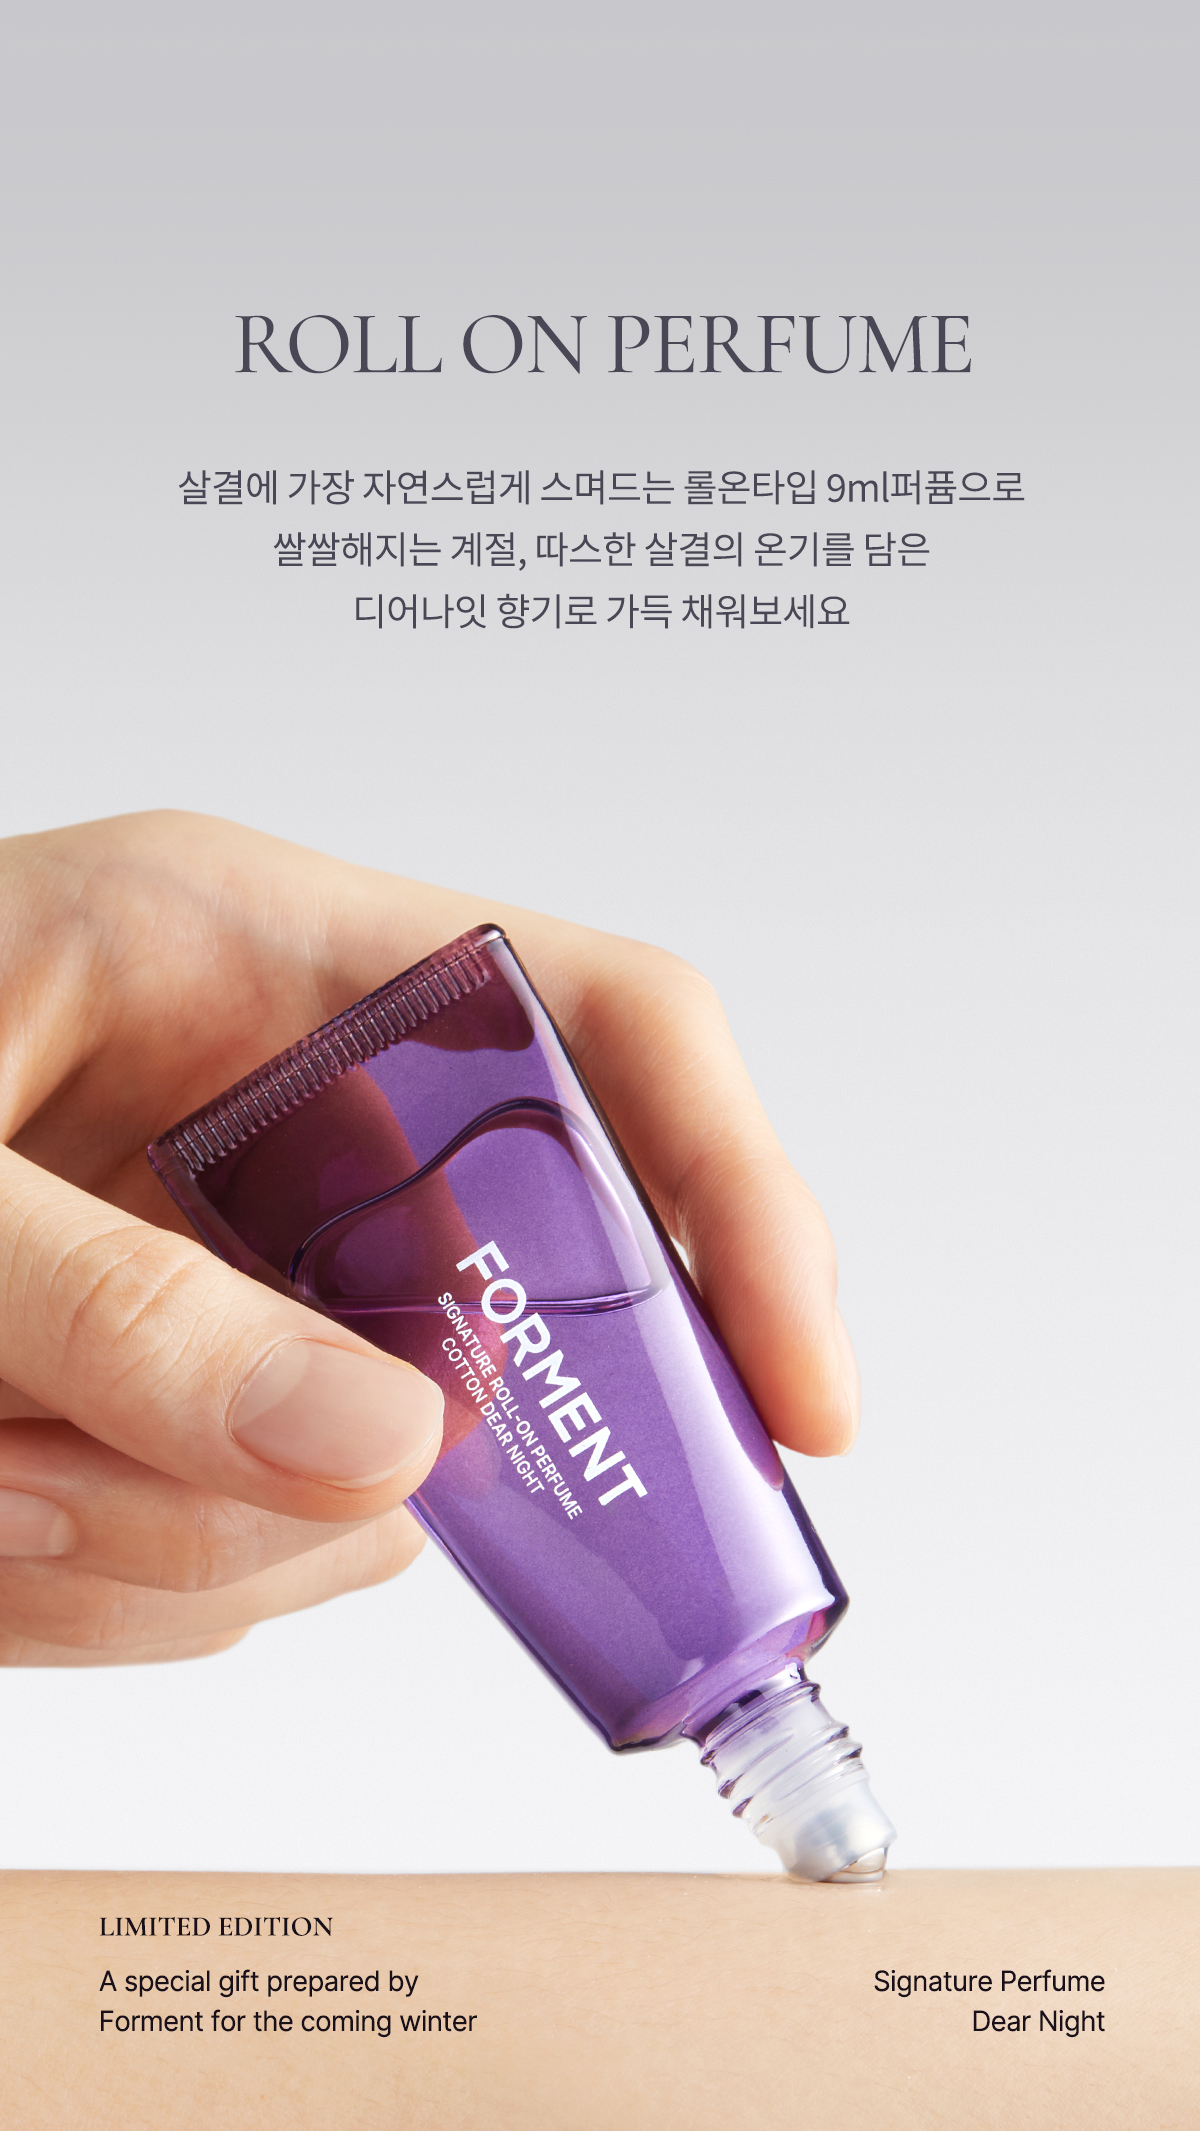 ROLL ON PERFUME
살결에 가장 자연스럽게 스며드는 롤온타입 9ml퍼퓸으로
쌀쌀해지는 계절, 따스한 살결의 온기를 담은
디어나잇 향기로 가득 채워보세요
FORMENT
SIGNATURE ROLL-ON PERFUME
COTTON DEAR NIGHT
LIMITED EDITION
A special gift prepared by
Forment for the coming winter
Signature Perfume
Dear Night